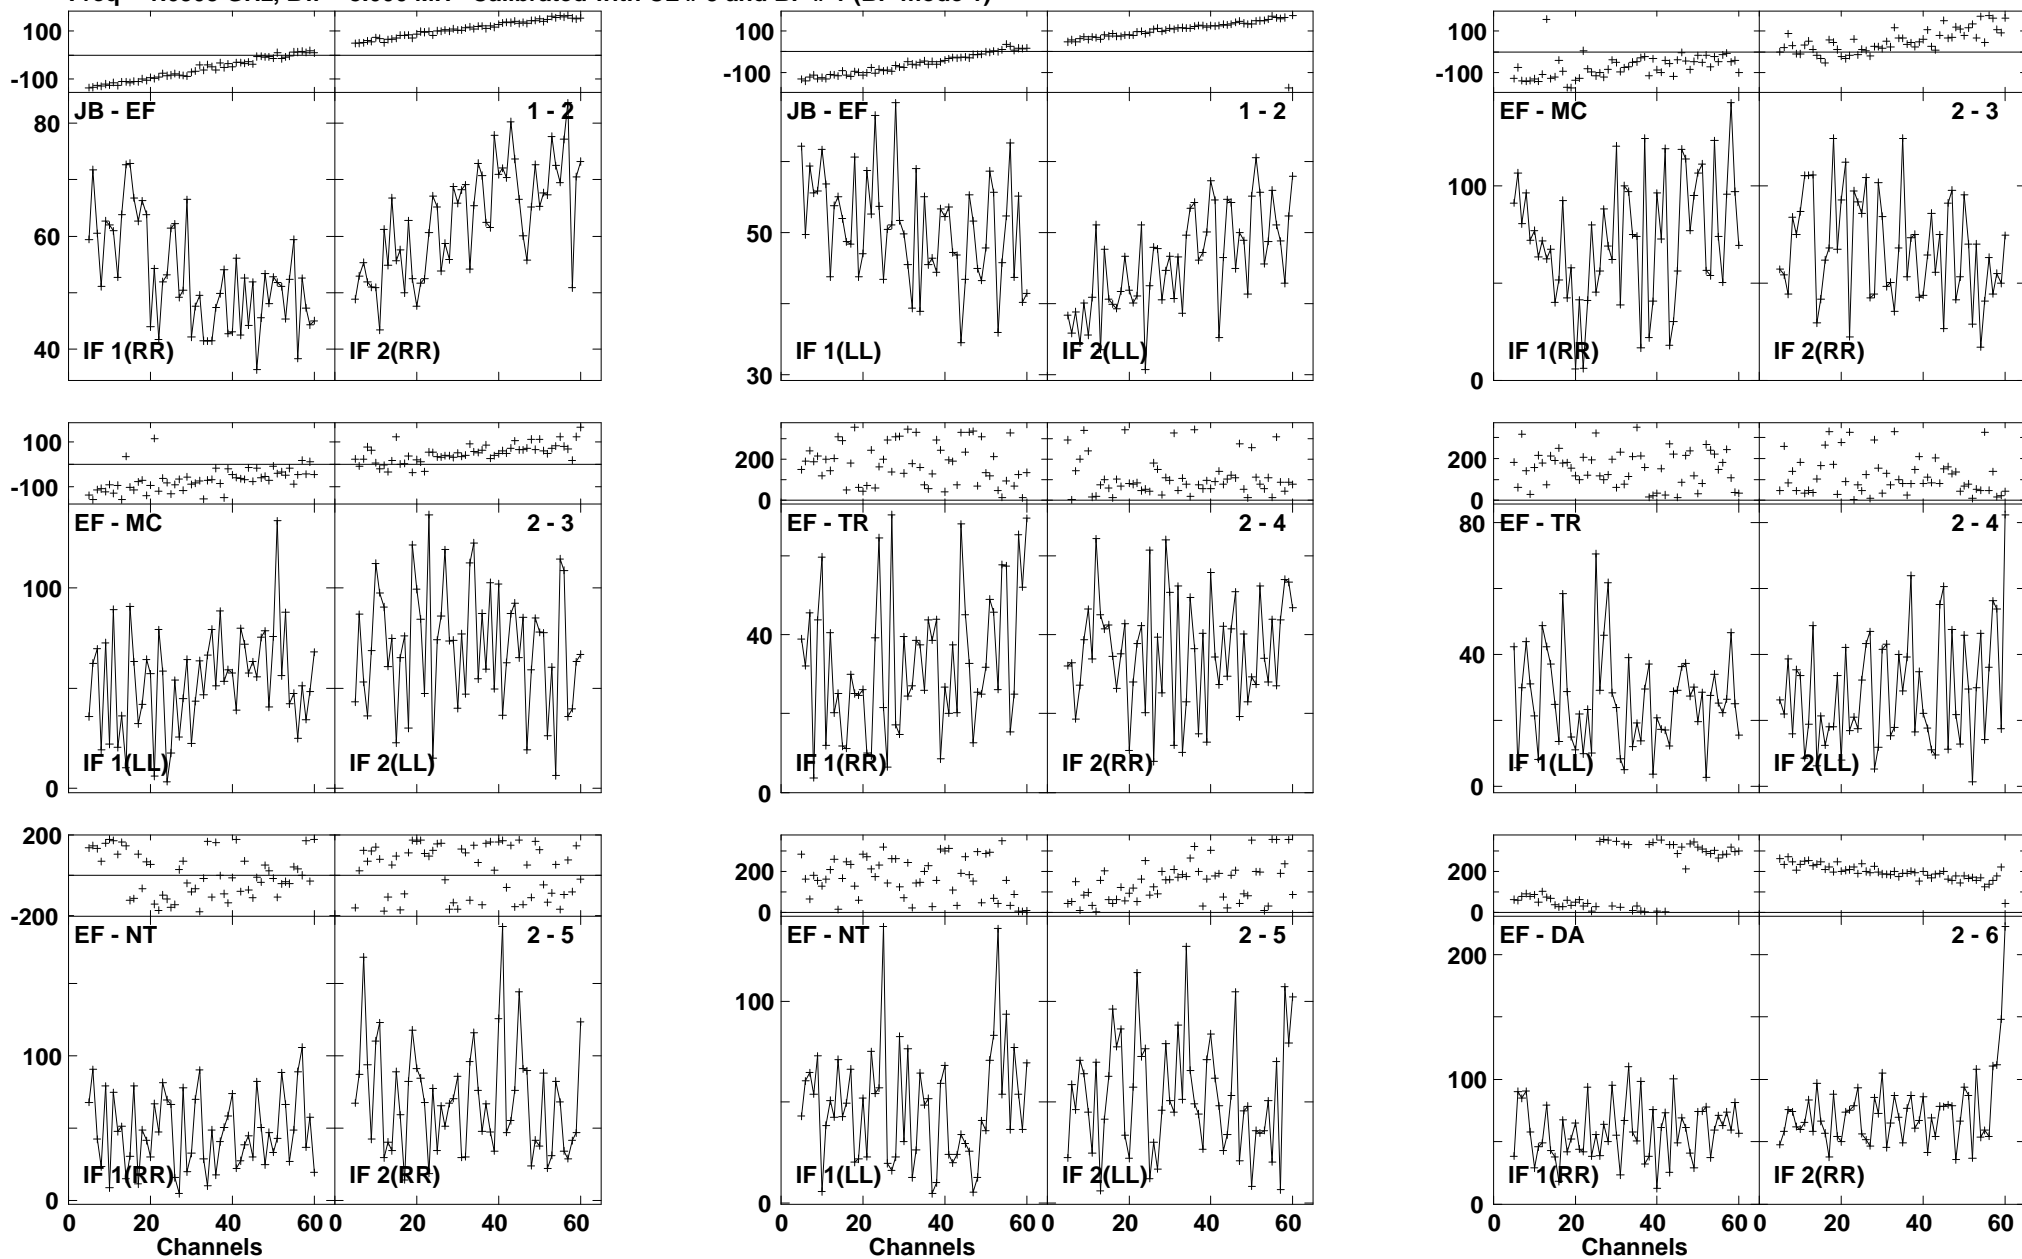 100
-100
JB - EF
1 - 2
80
60
40
IF 1(RR)
IF 2(RR)
100
-100
JB - EF
1 - 2
50
30
IF 1(LL)
IF 2(LL)
100
-100
EF - MC
2 - 3
100
0
IF 1(RR)
IF 2(RR)
100
-100
EF - MC
2 - 3
100
0
IF 1(LL)
IF 2(LL)
200
0
EF - TR
2 - 4
40
0
IF 1(RR)
IF 2(RR)
200
0
EF - TR
2 - 4
80
40
0
IF 1(LL)
IF 2(LL)
200
-200
EF - NT
2 - 5
100
0
IF 1(RR)
IF 2(RR)
0 20 40 60 0 20 40 60
Channels
200
0
EF - NT
2 - 5
100
0
IF 1(LL)
IF 2(LL)
0 20 40 60 0 20 40 60
Channels
200
0
EF - DA
2 - 6
200
100
0
IF 1(RR)
IF 2(RR)
0 20 40 60 0 20 40 60
Channels